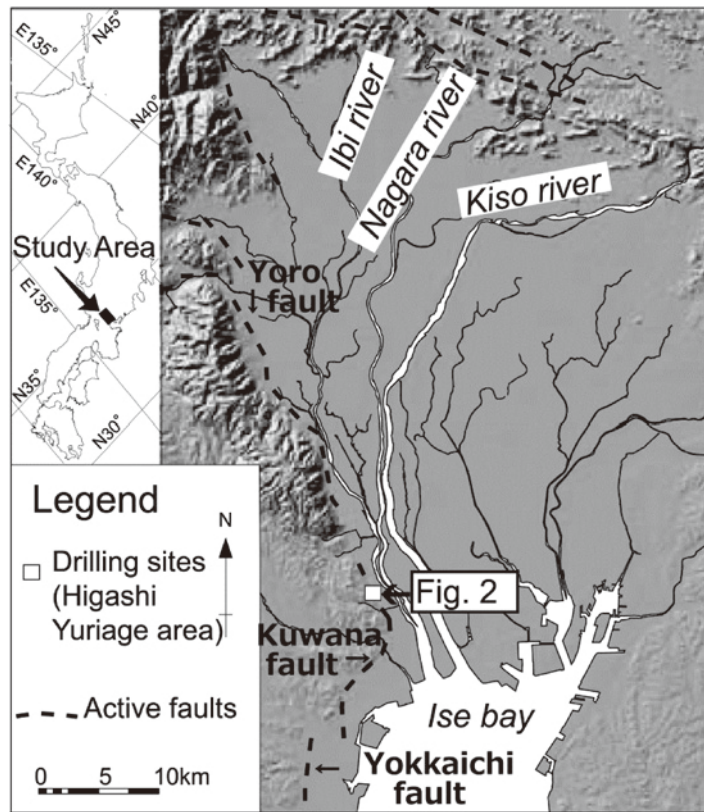 E135°
N45°
N40°
E140°
Study Area
E135°
N35°
N30°
Ibi river
Nagara river
Kiso river
Yoro
fault
Fig. 2
Kuwana
fault
Ise bay
Yokkaichi
fault
Legend
N
Drilling sites
(Higashi
Yuriage area)
Active faults
0 5 10km